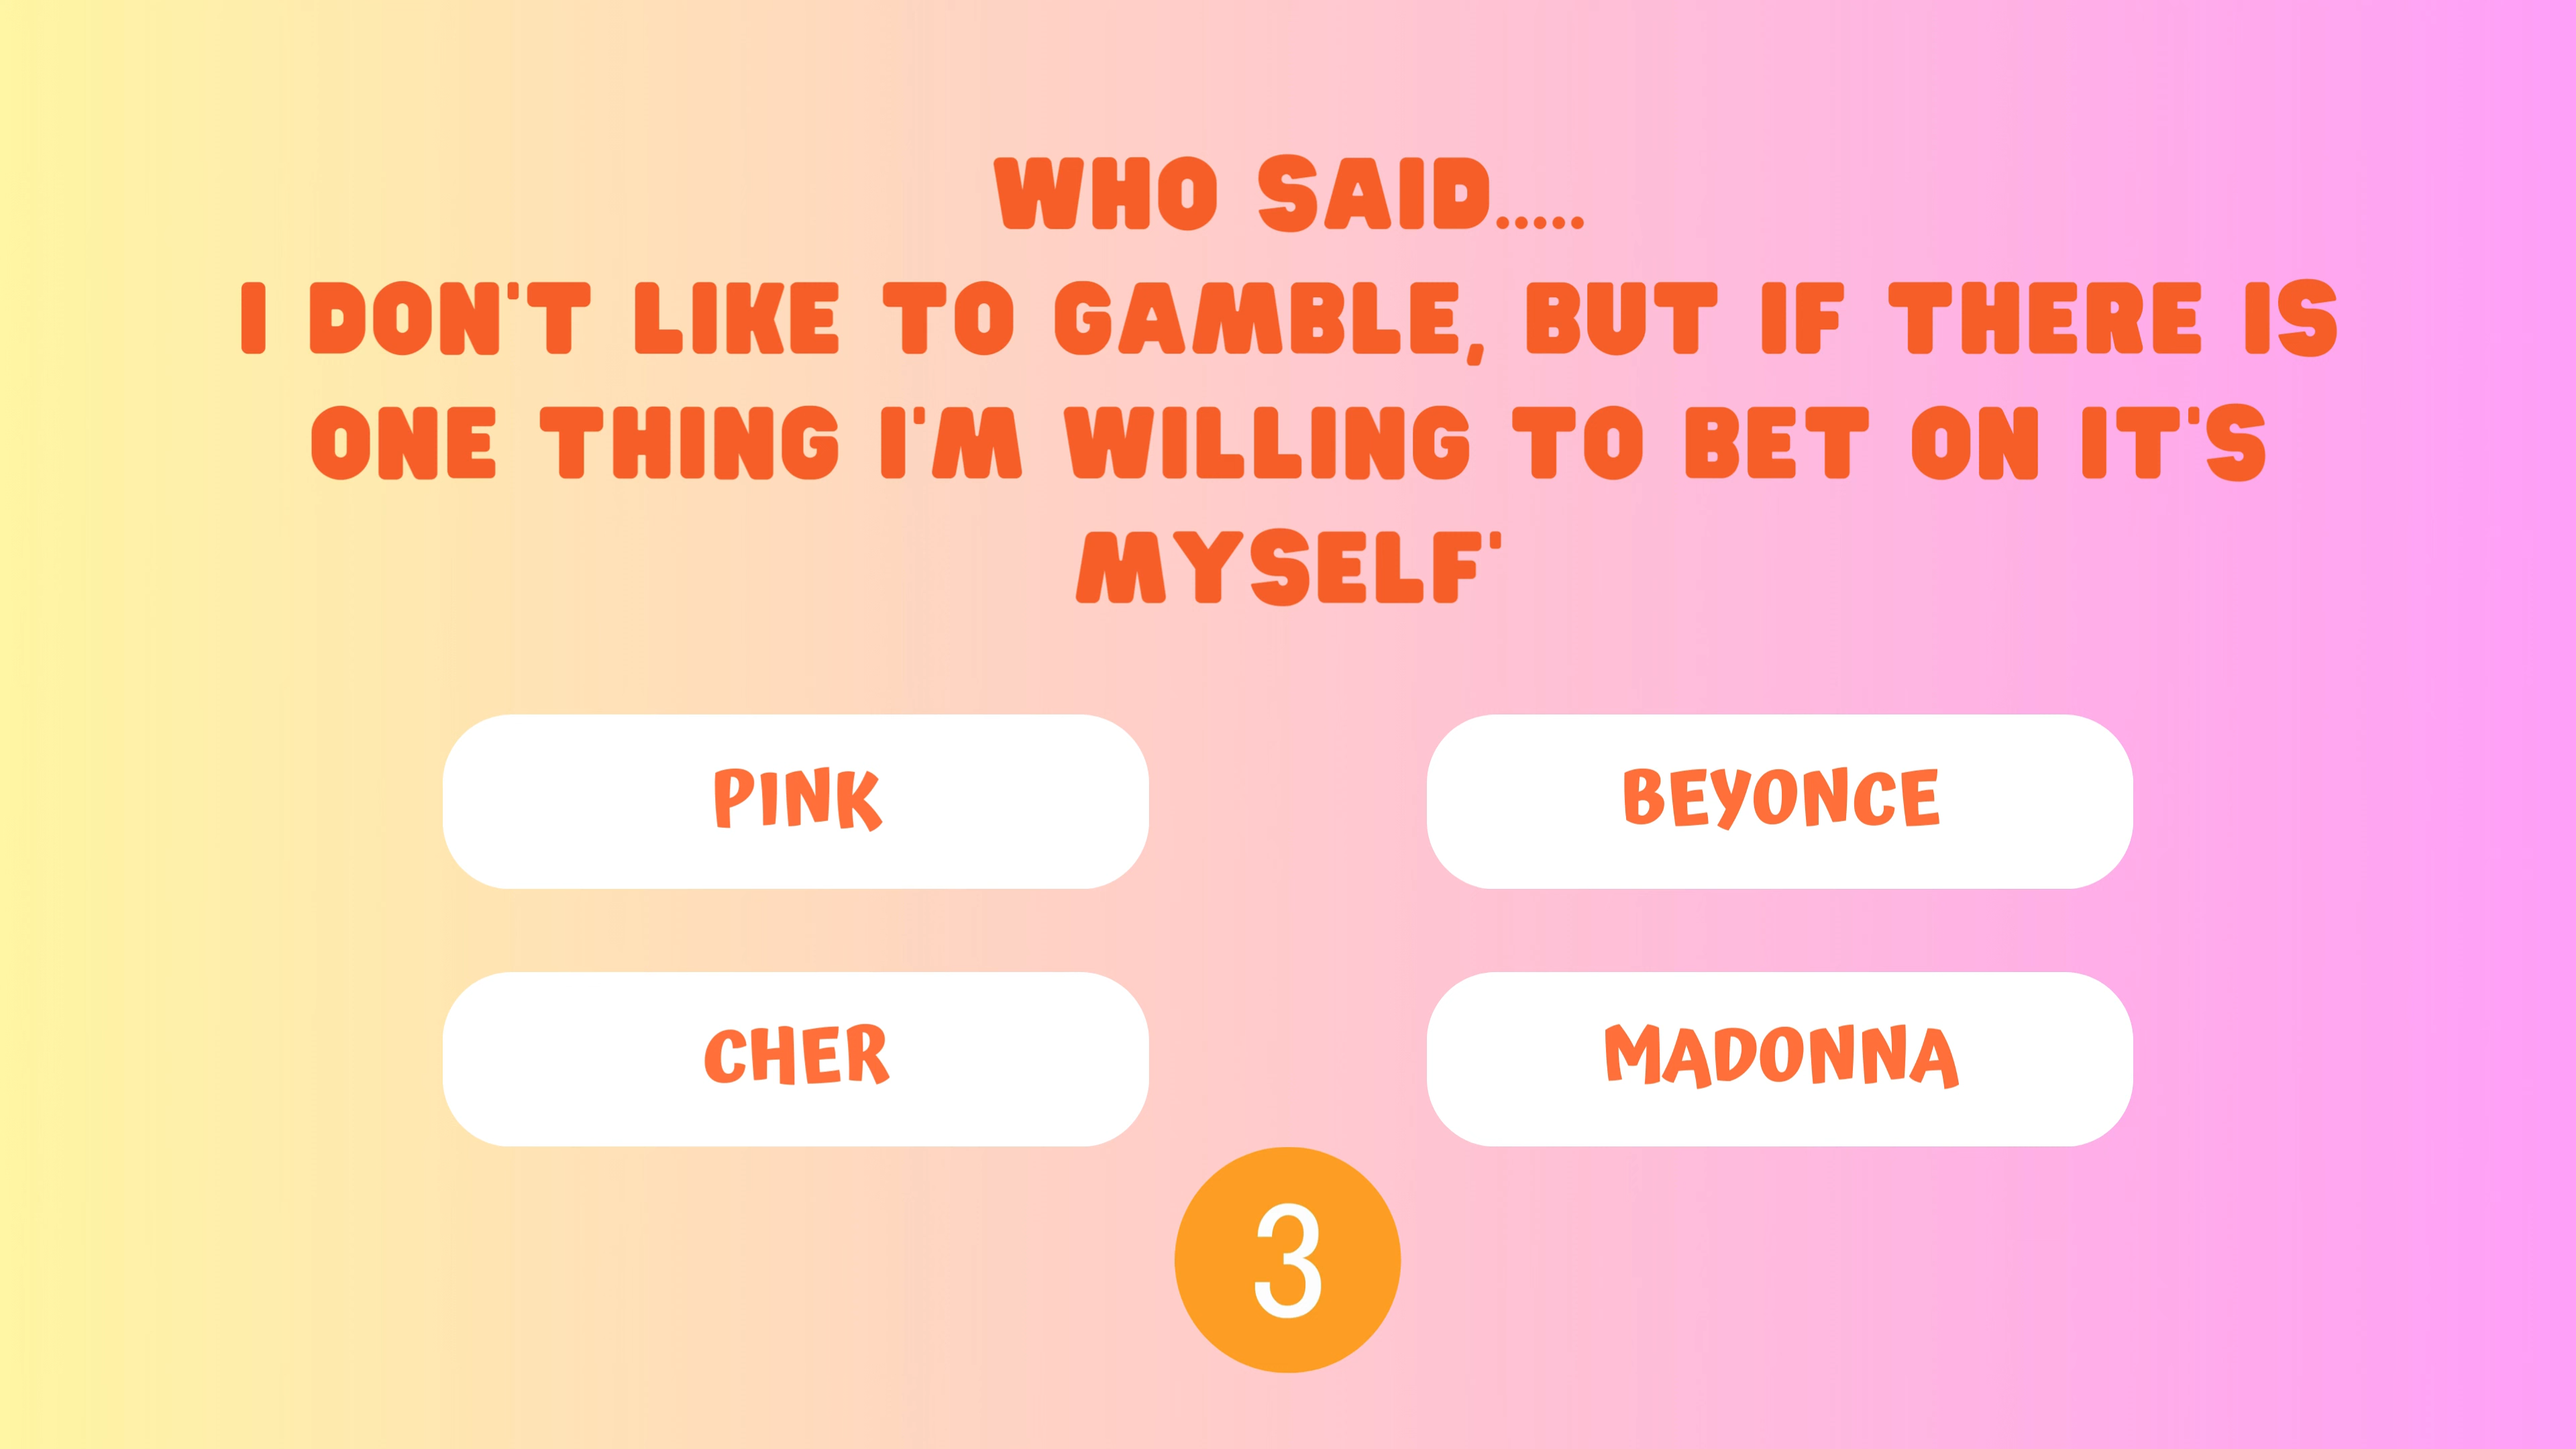 WHO SAID.....
I DON'T LIKE TO GAMBLE, BUT IF THERE IS
ONE THING I'M WILLING TO BET ON IT'S
MYSELF'
PINK
BEYONCE
CHER
MADONNA
3